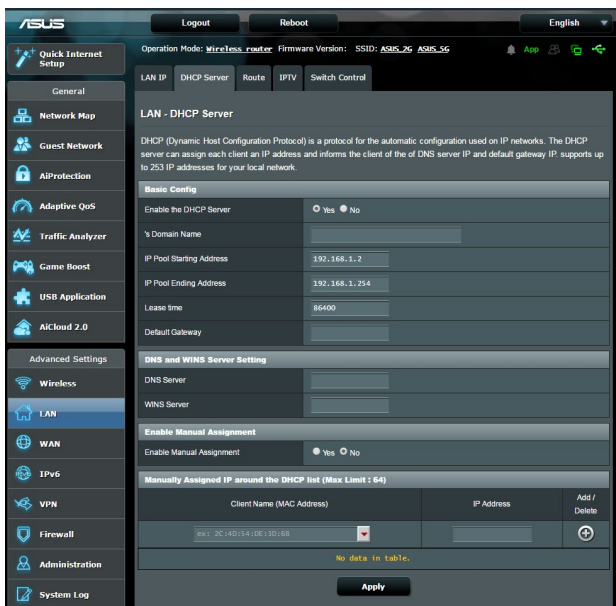 ASUS
Logout
Reboot
English
Quick Internet Setup
Operation Mode: Wireless router Firmware Version: SSID: ASUS_2G ASUS_5G
App
General
Network Map
Guest Network
AiProtection
Adaptive QoS
Traffic Analyzer
Game Boost
USB Application
AiCloud 2.0
Advanced Settings
Wireless
LAN
WAN
IPv6
VPN
Firewall
Administration
System Log
LAN IP
DHCP Server
Route
IPTV
Switch Control
LAN - DHCP Server
DHCP (Dynamic Host Configuration Protocol) is a protocol for the automatic configuration used on IP networks. The DHCP
server can assign each client an IP address and informs the client of the of DNS server IP and default gateway IP. supports up
to 253 IP addresses for your local network.
Basic Config
Enable the DHCP Server
Yes No
's Domain Name
IP Pool Starting Address
192.168.1.2
IP Pool Ending Address
192.168.1.254
Lease time
86400
Default Gateway
DNS and WINS Server Setting
DNS Server
WINS Server
Enable Manual Assignment
Enable Manual Assignment
Yes No
Manually Assigned IP around the DHCP list (Max Limit : 64)
Client Name (MAC Address)
IP Address
Add /
Delete
ex: 2C:4D:54:DE:3D:68
No data in table.
Apply